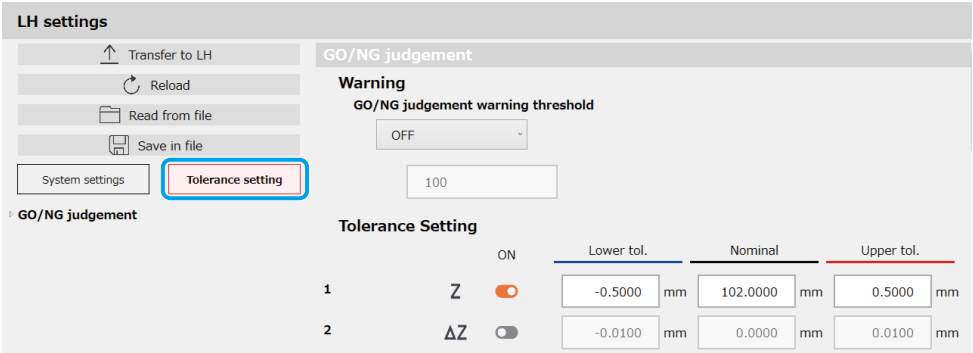 LH settings
Transfer to LH
Reload
Read from file
Save in file
System settings
Tolerance setting
GO/NG judgement
GO/NG judgement
Warning
GO/NG judgement warning threshold
OFF
100
Tolerance Setting
ON Lower tol. Nominal Upper tol.
1 Z -0.5000 mm 102.0000 mm 0.5000 mm
2 ΔZ -0.0100 mm 0.0000 mm 0.0100 mm